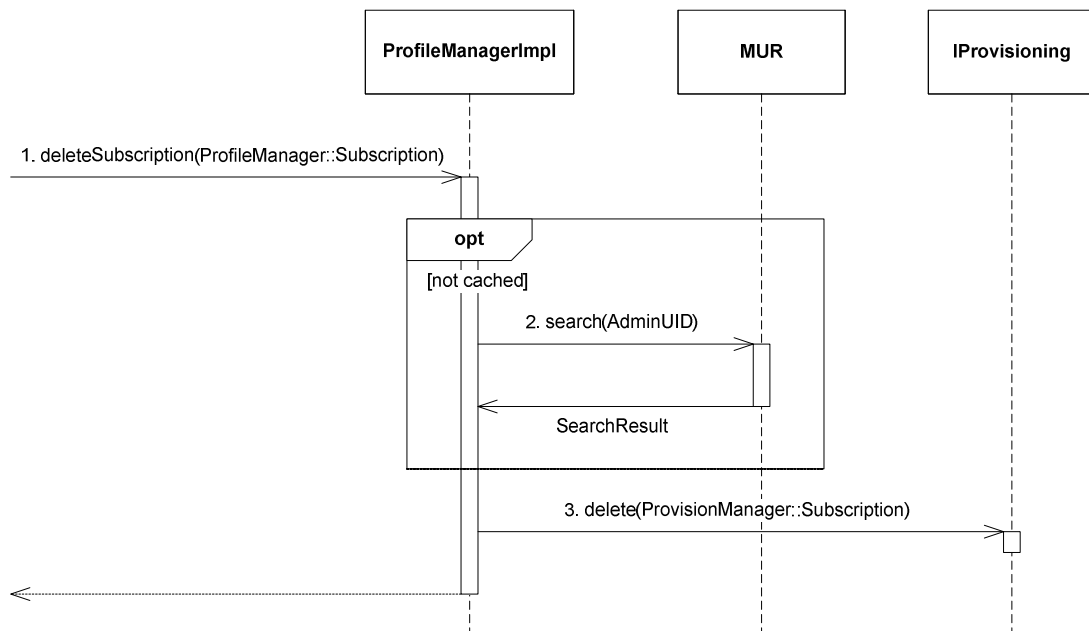 ProfileManagerImpl
MUR
IProvisioning
1. deleteSubscription(ProfileManager::Subscription)
opt
[not cached]
2. search(AdminUID)
SearchResult
3. delete(ProvisionManager::Subscription)